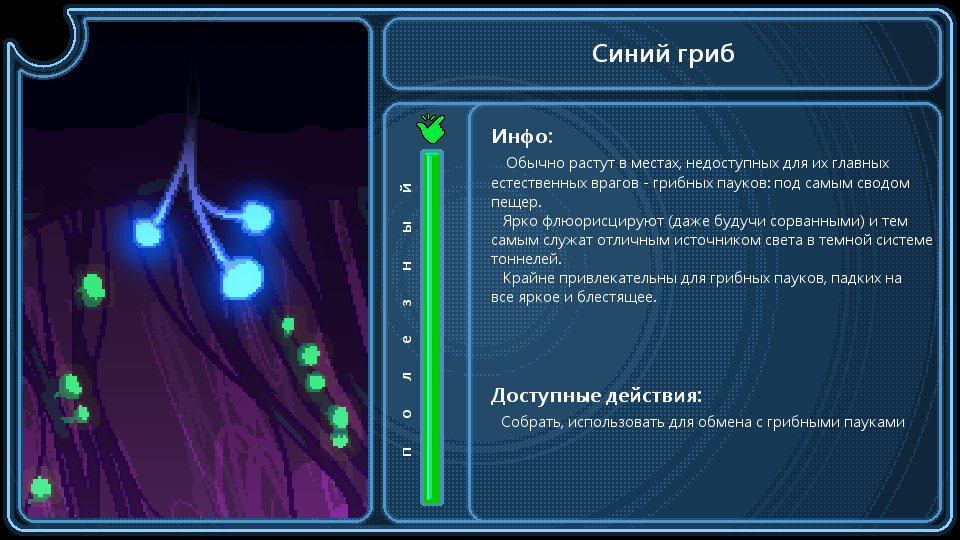 Синий гриб
Полезный
Инфо:
Обычно растут в местах, недоступных для их главных
естественных врагов - грибных пауков: под самым сводом
пещер.
Ярко флюорисцируют (даже будучи сорванными) и тем
самым служат отличным источником света в темной системе
тоннелей.
Крайне привлекательны для грибных пауков, падких на
все яркое и блестящее.
Доступные действия:
Собрать, использовать для обмена с грибными пауками